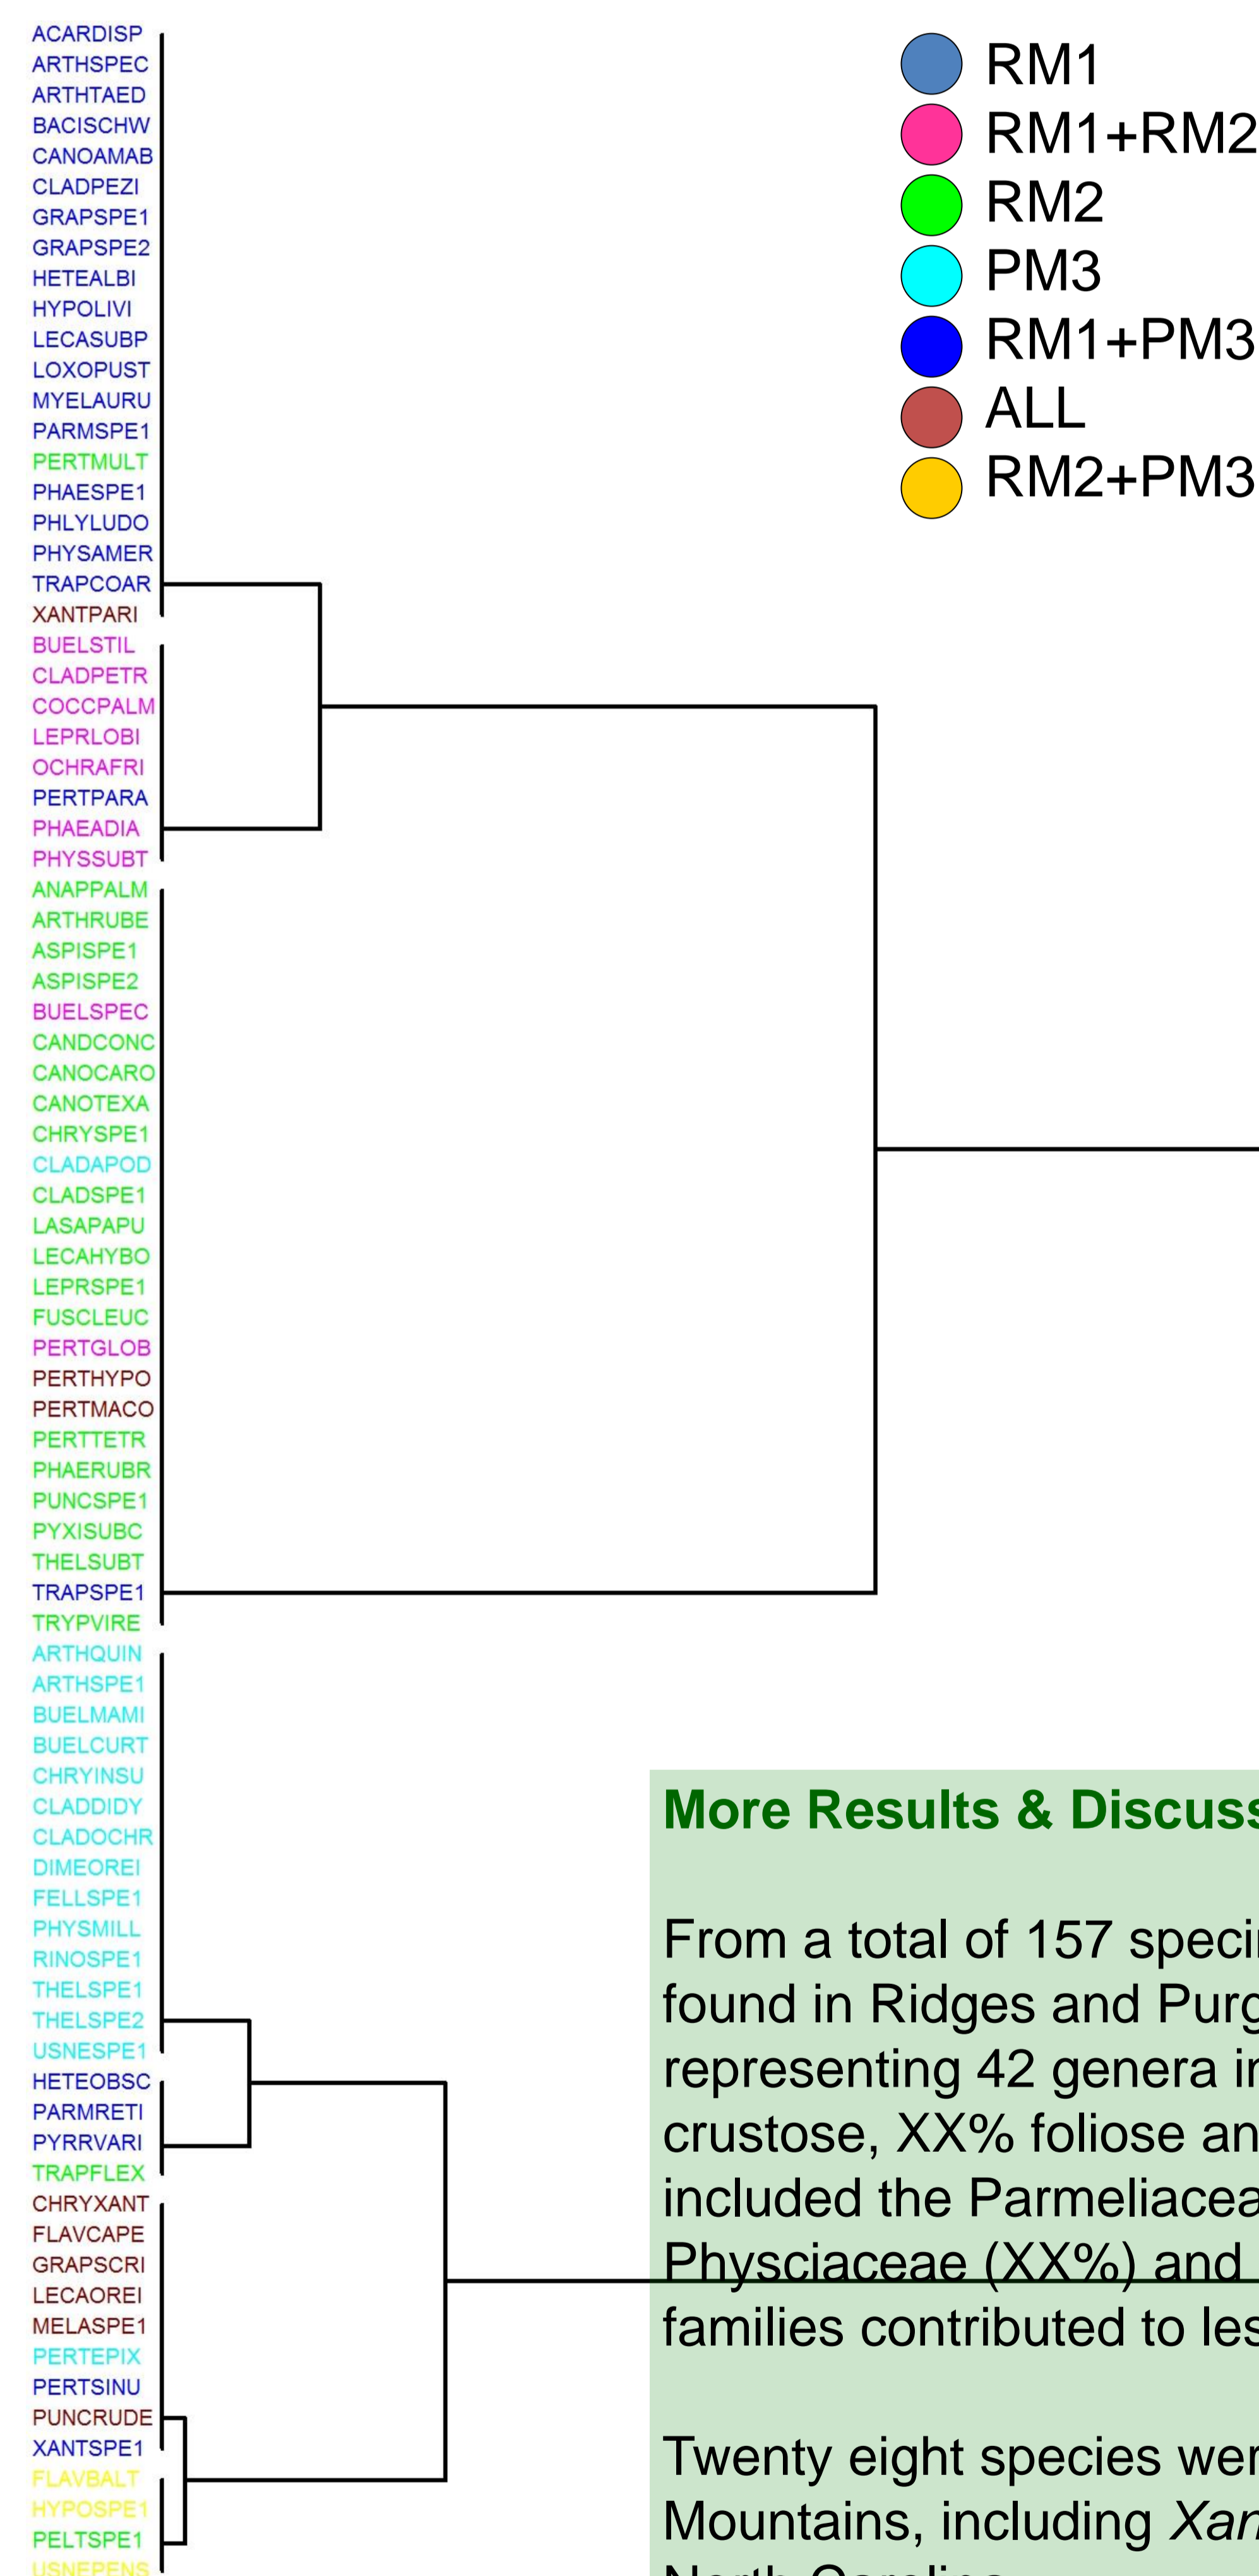 ACARDISP
ARTHSPEC
ARTHTAED
BACISCHW
CANOAMAB
CLADPEZI
GRAPSPE1
GRAPSPE2
HETEALBI
HYPOLIVI
LECASUBP
LOXOPUST
MYELAURU
PARMSPE1
PERTMULT
PHAESPE1
PHLYLUDO
PHYSAMER
TRAPCOAR
XANTPARI
BUELSTIL
CLADPETR
COCCPALM
LEPRLOBI
OCHRAFRI
PERTPARA
PHAEADIA
PHYSSUBT
ANAPPALM
ARTHRUBE
ASPISPE1
ASPISPE2
BUELSPEC
CANDCONC
CANOCARO
CANOTEXA
CHRYSPE1
CLADAPOD
CLADSPE1
LASAPAPU
LECAHYBO
LEPRSPE1
FUSCLEUC
PERTGLOB
PERTHYPO
PERTMACO
PERTTETR
PHAERUBR
PUNCSPE1
PYXISUBC
THELSUBT
TRAPSPE1
TRYPVIRE
ARTHQUIN
ARTHSPE1
BUELMAMI
BUELCURT
CHRYINSU
CLADDIDY
CLADOCHR
DIMEOREI
FELLSPE1
PHYSMILL
RINOSPE1
THELSPE1
THELSPE2
USNESPE1
HETEOBSC
PARMRETI
PYRRVARI
TRAPFLEX
CHRYXANT
FLAVCAPE
GRAPSCRI
LECAOREI
MELASPE1
PERTEPIX
PERTSINU
PUNCRUDE
XANTSPE1
FLAVBALT
HYPOSPE1
PELTSPE1
USNEPENS
RM1
RM1+RM2
RM2
PM3
RM1+PM3
ALL
RM2+PM3
More Results & Discuss
From a total of 157 speci
found in Ridges and Purg
representing 42 genera in
crustose, XX% foliose an
included the Parmeliacea
Physciaceae (XX%) and
families contributed to les
Twenty eight species wer
Mountains, including Xan
North Carolina